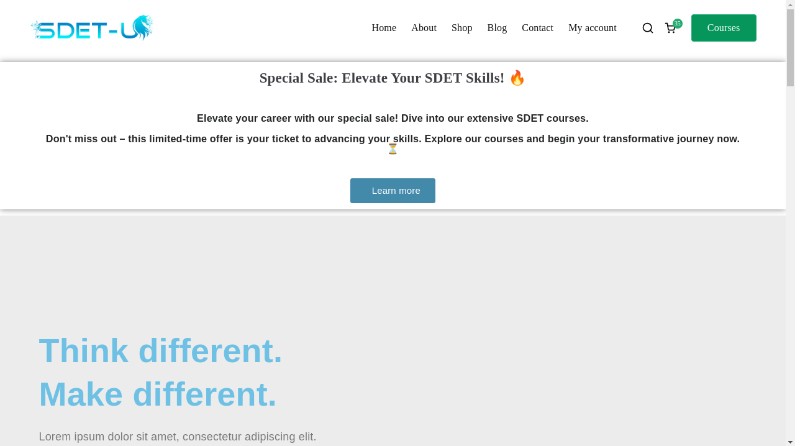 SDET-U
Home
About
Shop
Blog
Contact
My account
Courses
Special Sale: Elevate Your SDET Skills! 🔥
Elevate your career with our special sale! Dive into our extensive SDET courses.
Don't miss out – this limited-time offer is your ticket to advancing your skills. Explore our courses and begin your transformative journey now.
⏳
Learn more
Think different.
Make different.
Lorem ipsum dolor sit amet, consectetur adipiscing elit.